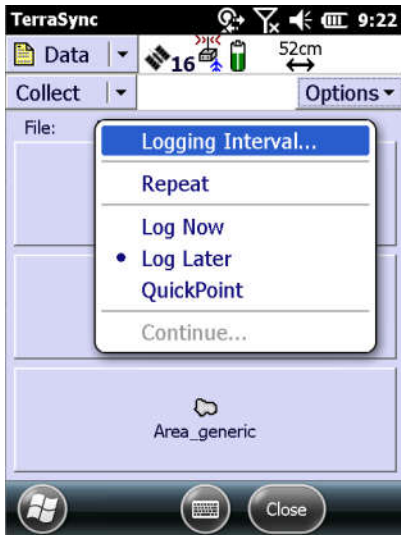 TerraSync 9:22
Data 16 52cm
Collect Options
File:
Logging Interval...
Repeat
Log Now
Log Later
QuickPoint
Continue...
Area_generic
Close